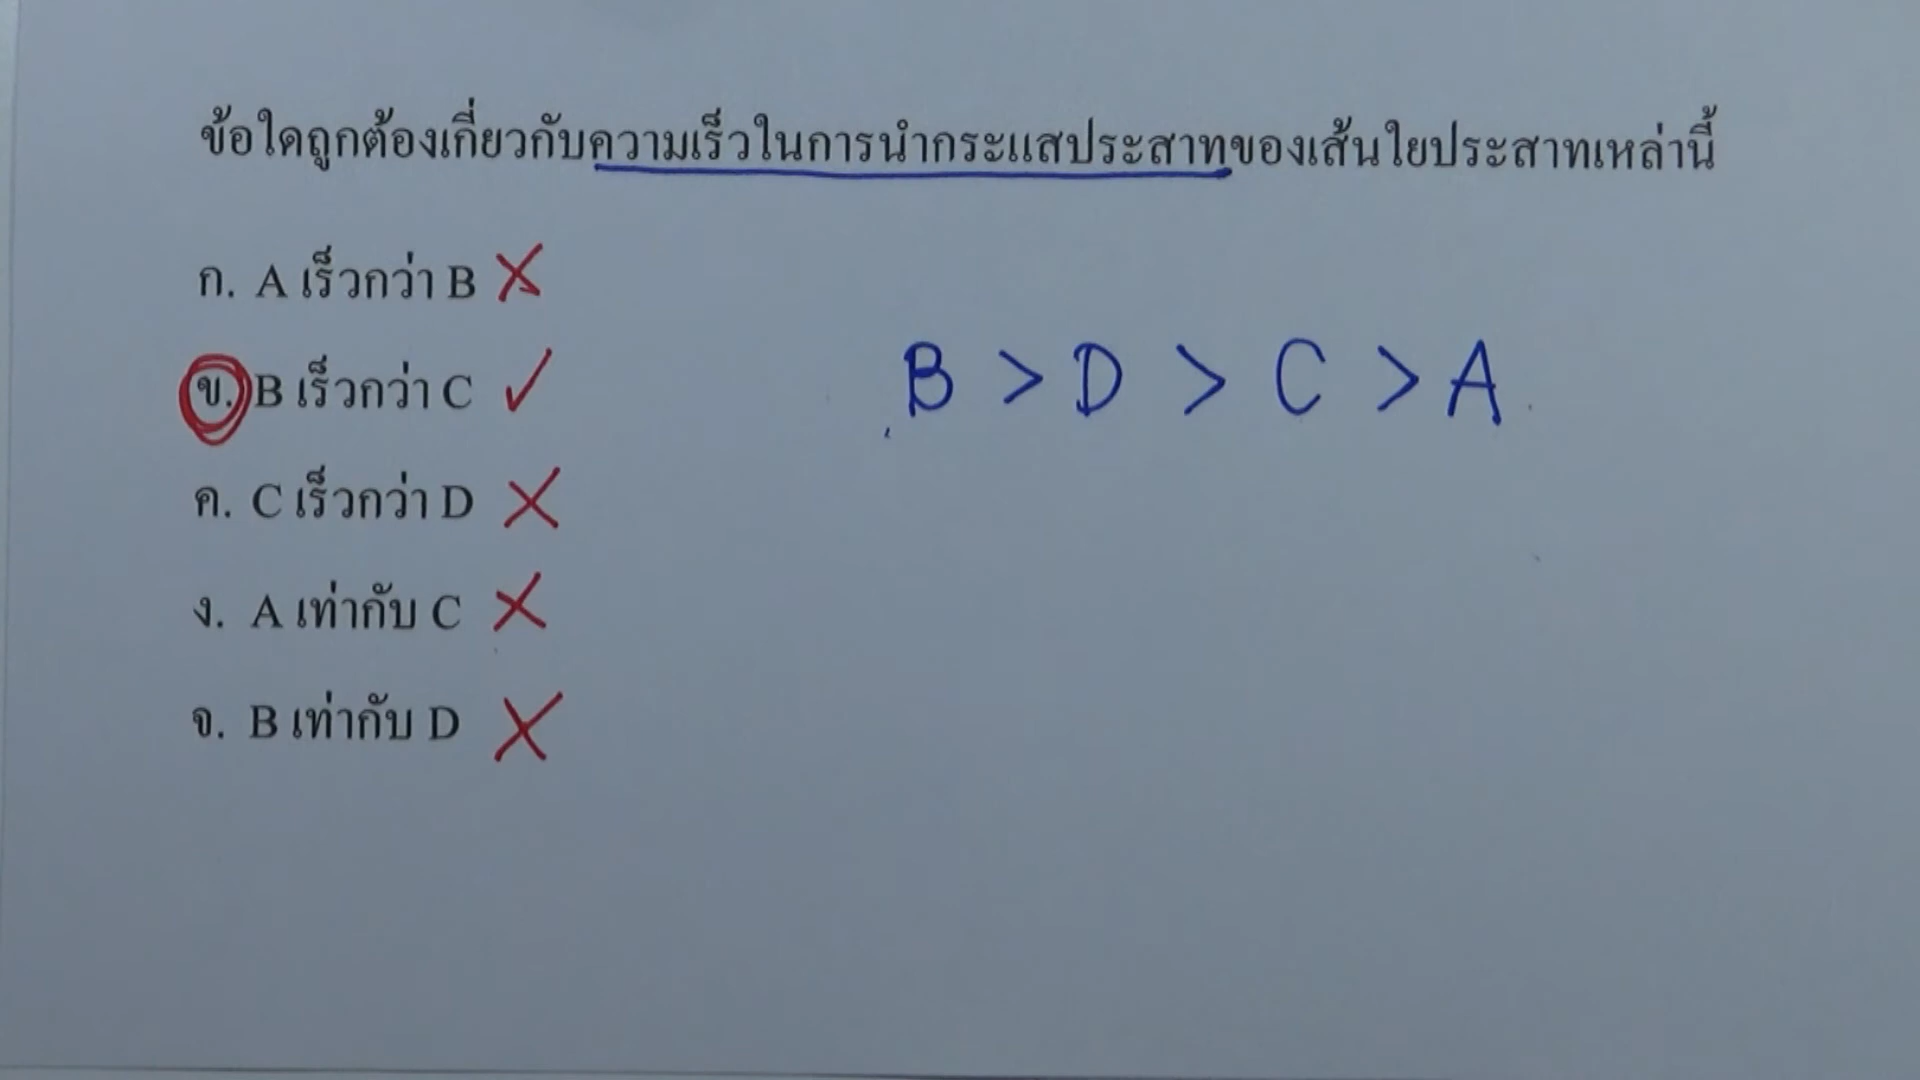 ข้อใดถูกต้องเกี่ยวกับความเร็วในการนำกระแสประสาทของเส้นใยประสาทเหล่านี้
ก. A เร็วกว่า B ✗
ข. B เร็วกว่า C ✓
B > D > C > A
ค. C เร็วกว่า D ✗
ง. A เท่ากับ C ✗
จ. B เท่ากับ D ✗